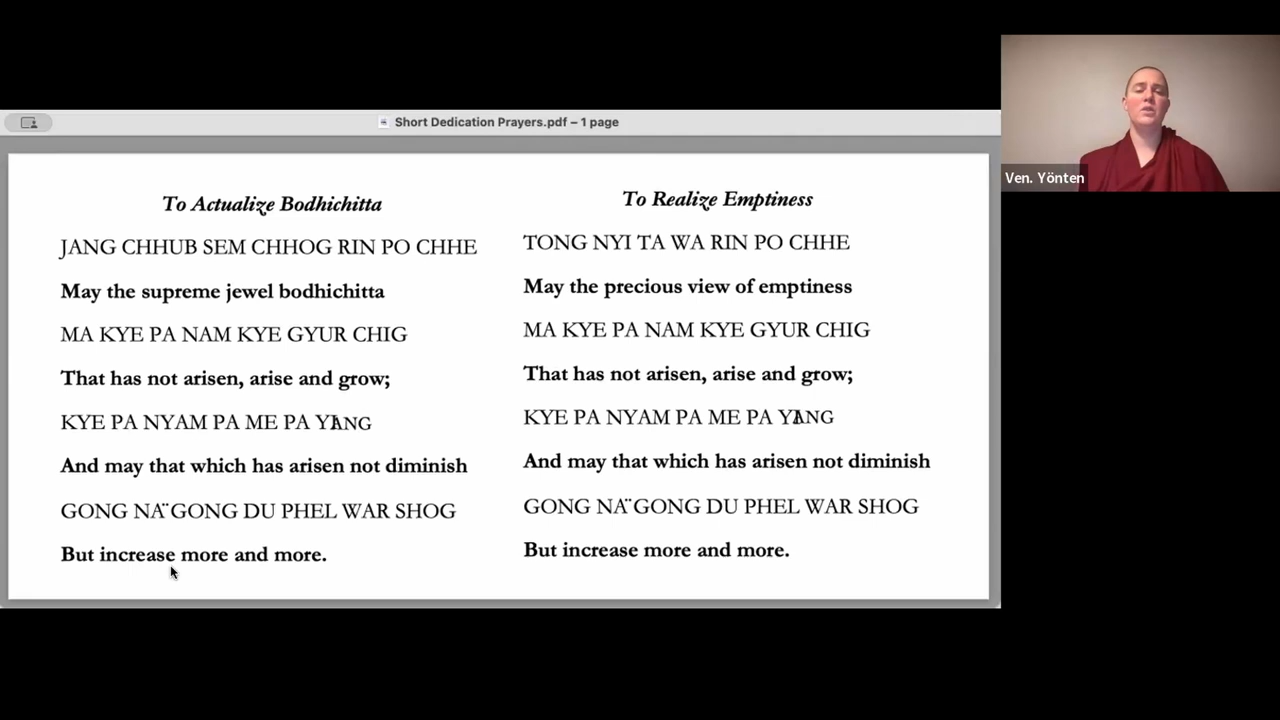 Short Dedication Prayers.pdf – 1 page
To Actualize Bodhichitta
JANG CHHUB SEM CHHOG RIN PO CHHE
May the supreme jewel bodhichitta
MA KYE PA NAM KYE GYUR CHIG
That has not arisen, arise and grow;
KYE PA NYAM PA ME PA YIANG
And may that which has arisen not diminish
GONG NA¨GONG DU PHEL WAR SHOG
But increase more and more.
To Realize Emptiness
TONG NYI TA WA RIN PO CHHE
May the precious view of emptiness
MA KYE PA NAM KYE GYUR CHIG
That has not arisen, arise and grow;
KYE PA NYAM PA ME PA YIANG
And may that which has arisen not diminish
GONG NA¨GONG DU PHEL WAR SHOG
But increase more and more.
Ven. Yönten